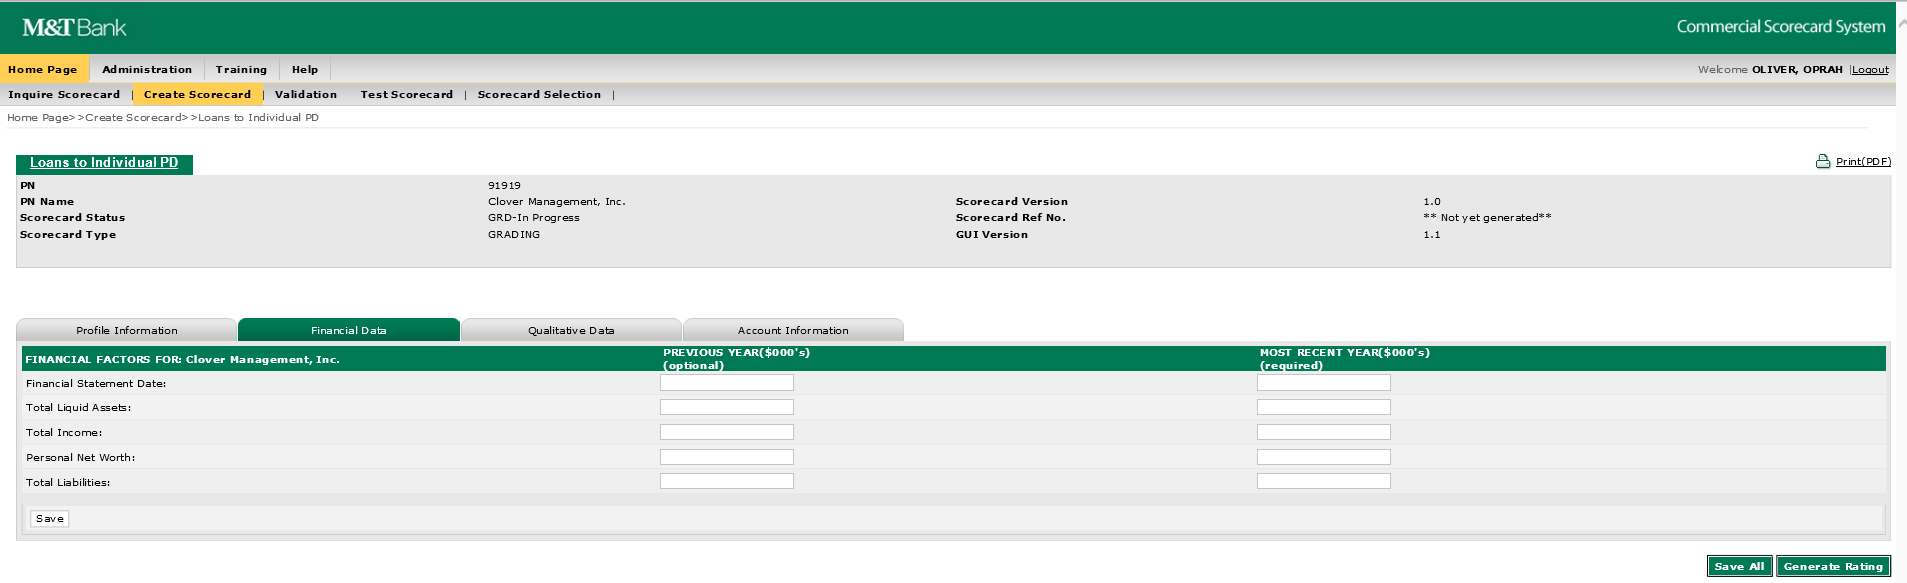 M&T Bank
Commercial Scorecard System
Home Page Administration Training Help
Welcome OLIVER, OPRAH |Logout
Inquire Scorecard | Create Scorecard | Validation Test Scorecard | Scorecard Selection |
Home Page>>Create Scorecard>>Loans to Individual PD
Loans to Individual PD
Print(PDF)
PN 91919
PN Name Clover Management, Inc. Scorecard Version 1.0
Scorecard Status GRD-In Progress Scorecard Ref No. ** Not yet generated**
Scorecard Type GRADING GUI Version 1.1
Profile Information Financial Data Qualitative Data Account Information
FINANCIAL FACTORS FOR: Clover Management, Inc. PREVIOUS YEAR($000's) MOST RECENT YEAR($000's)
(optional) (required)
Financial Statement Date:
Total Liquid Assets:
Total Income:
Personal Net Worth:
Total Liabilities:
Save
Save All Generate Rating